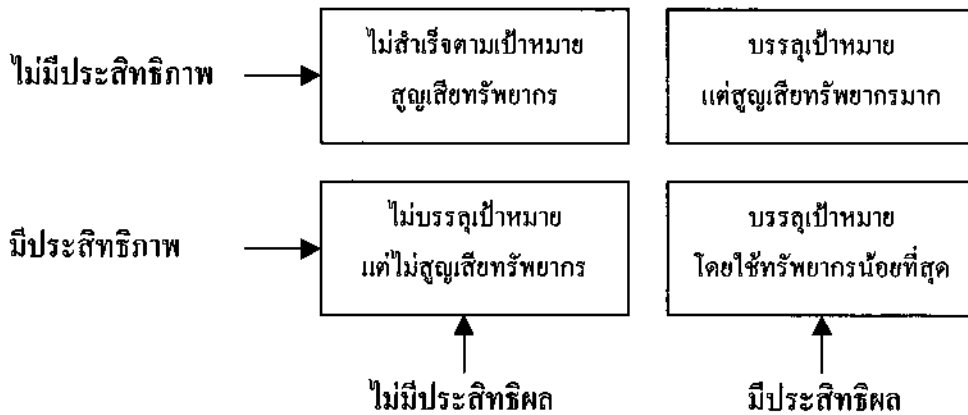 ไม่มีประสิทธิภาพ
ไม่สำเร็จตามเป้าหมาย
สูญเสียทรัพยากร
บรรลุเป้าหมาย
แต่สูญเสียทรัพยากรมาก
มีประสิทธิภาพ
ไม่บรรลุเป้าหมาย
แต่ไม่สูญเสียทรัพยากร
บรรลุเป้าหมาย
โดยใช้ทรัพยากรน้อยที่สุด
ไม่มีประสิทธิผล
มีประสิทธิผล